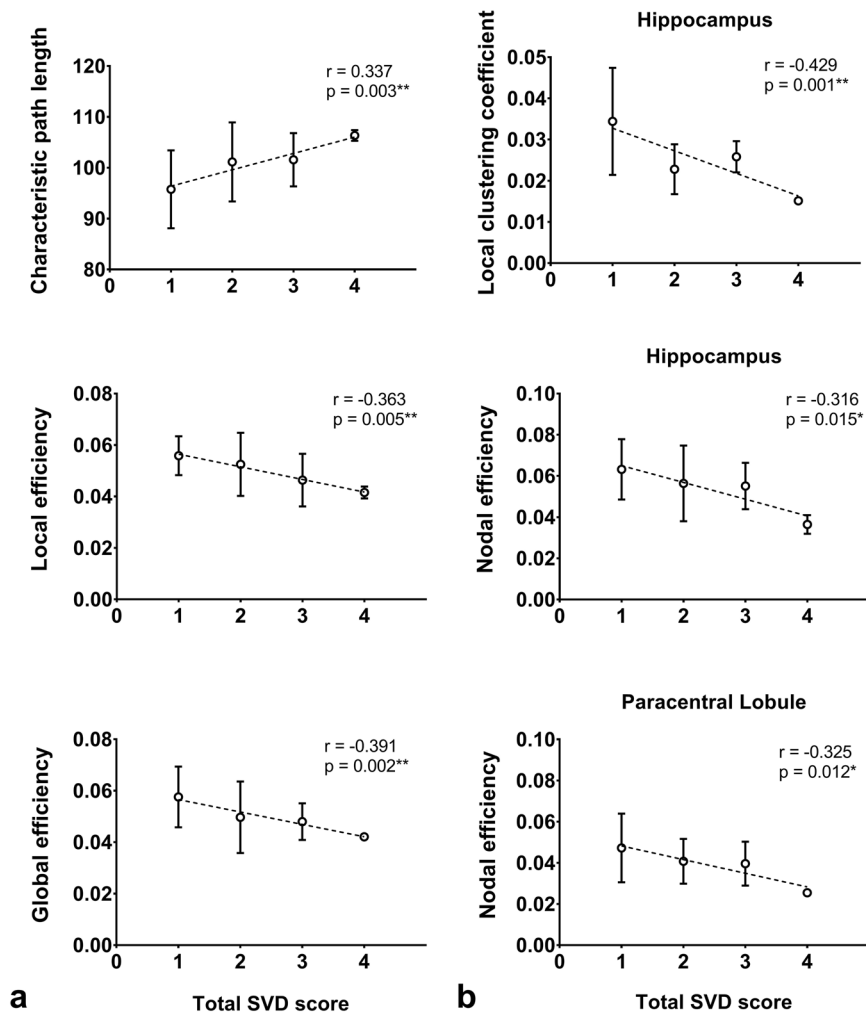 Characteristic path length
120
110
100
90
80
0
1
2
3
4
r = 0.337
p = 0.003**
Hippocampus
Local clustering coefficient
0.05
0.04
0.03
0.02
0.01
0.00
0
1
2
3
4
r = -0.429
p = 0.001**
Local efficiency
0.08
0.06
0.04
0.02
0.00
0
1
2
3
4
r = -0.363
p = 0.005**
Hippocampus
Nodal efficiency
0.10
0.08
0.06
0.04
0.02
0.00
0
1
2
3
4
r = -0.316
p = 0.015*
Global efficiency
0.08
0.06
0.04
0.02
0.00
0
1
2
3
4
r = -0.391
p = 0.002**
a
Total SVD score
Paracentral Lobule
Nodal efficiency
0.10
0.08
0.06
0.04
0.02
0.00
0
1
2
3
4
r = -0.325
p = 0.012*
b
Total SVD score